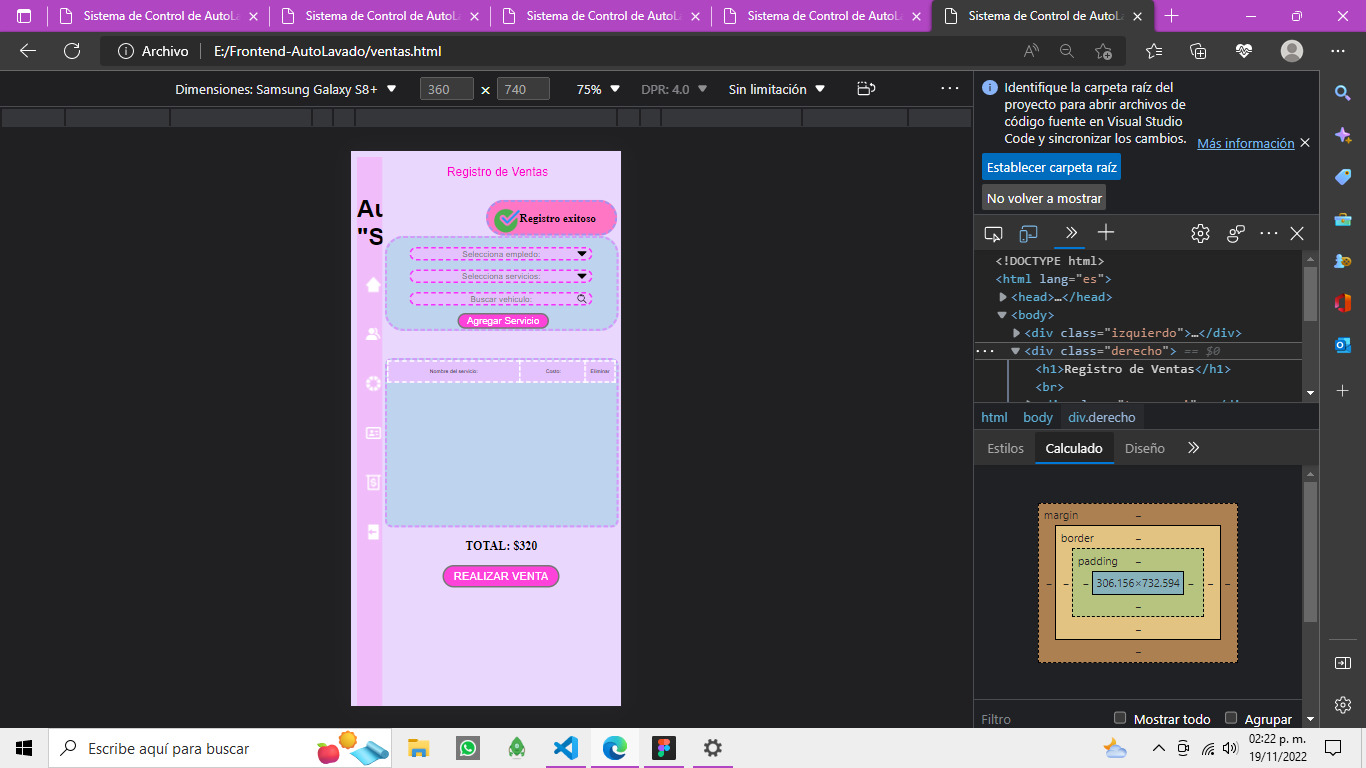 Sistema de Control de AutoLa
Sistema de Control de AutoLa
Sistema de Control de AutoLa
Sistema de Control de AutoLa
Sistema de Control de AutoLa
Archivo
E:/Frontend-AutoLavado/ventas.html
Dimensiones: Samsung Galaxy S8+
360 × 740
75%
DPR: 4.0
Sin limitación
Registro de Ventas
Au
"S
Registro exitoso
Selecciona empledo:
Selecciona servicios:
Buscar vehiculo:
Agregar Servicio
Nombre del servicio:
Costo:
Eliminar
TOTAL: $320
REALIZAR VENTA
Identifique la carpeta raíz del
proyecto para abrir archivos de
código fuente en Visual Studio
Code y sincronizar los cambios.
Más información
Establecer carpeta raíz
No volver a mostrar
<!DOCTYPE html>
<html lang="es">
<head>…</head>
<body>
<div class="izquierdo">…</div>
<div class="derecho"> == $0
<h1>Registro de Ventas</h1>
<br>
html body div.derecho
Estilos Calculado Diseño
margin
border
padding
306.156×732.594
Filtro
Mostrar todo
Agrupar
Escribe aquí para buscar
02:22 p. m.
19/11/2022